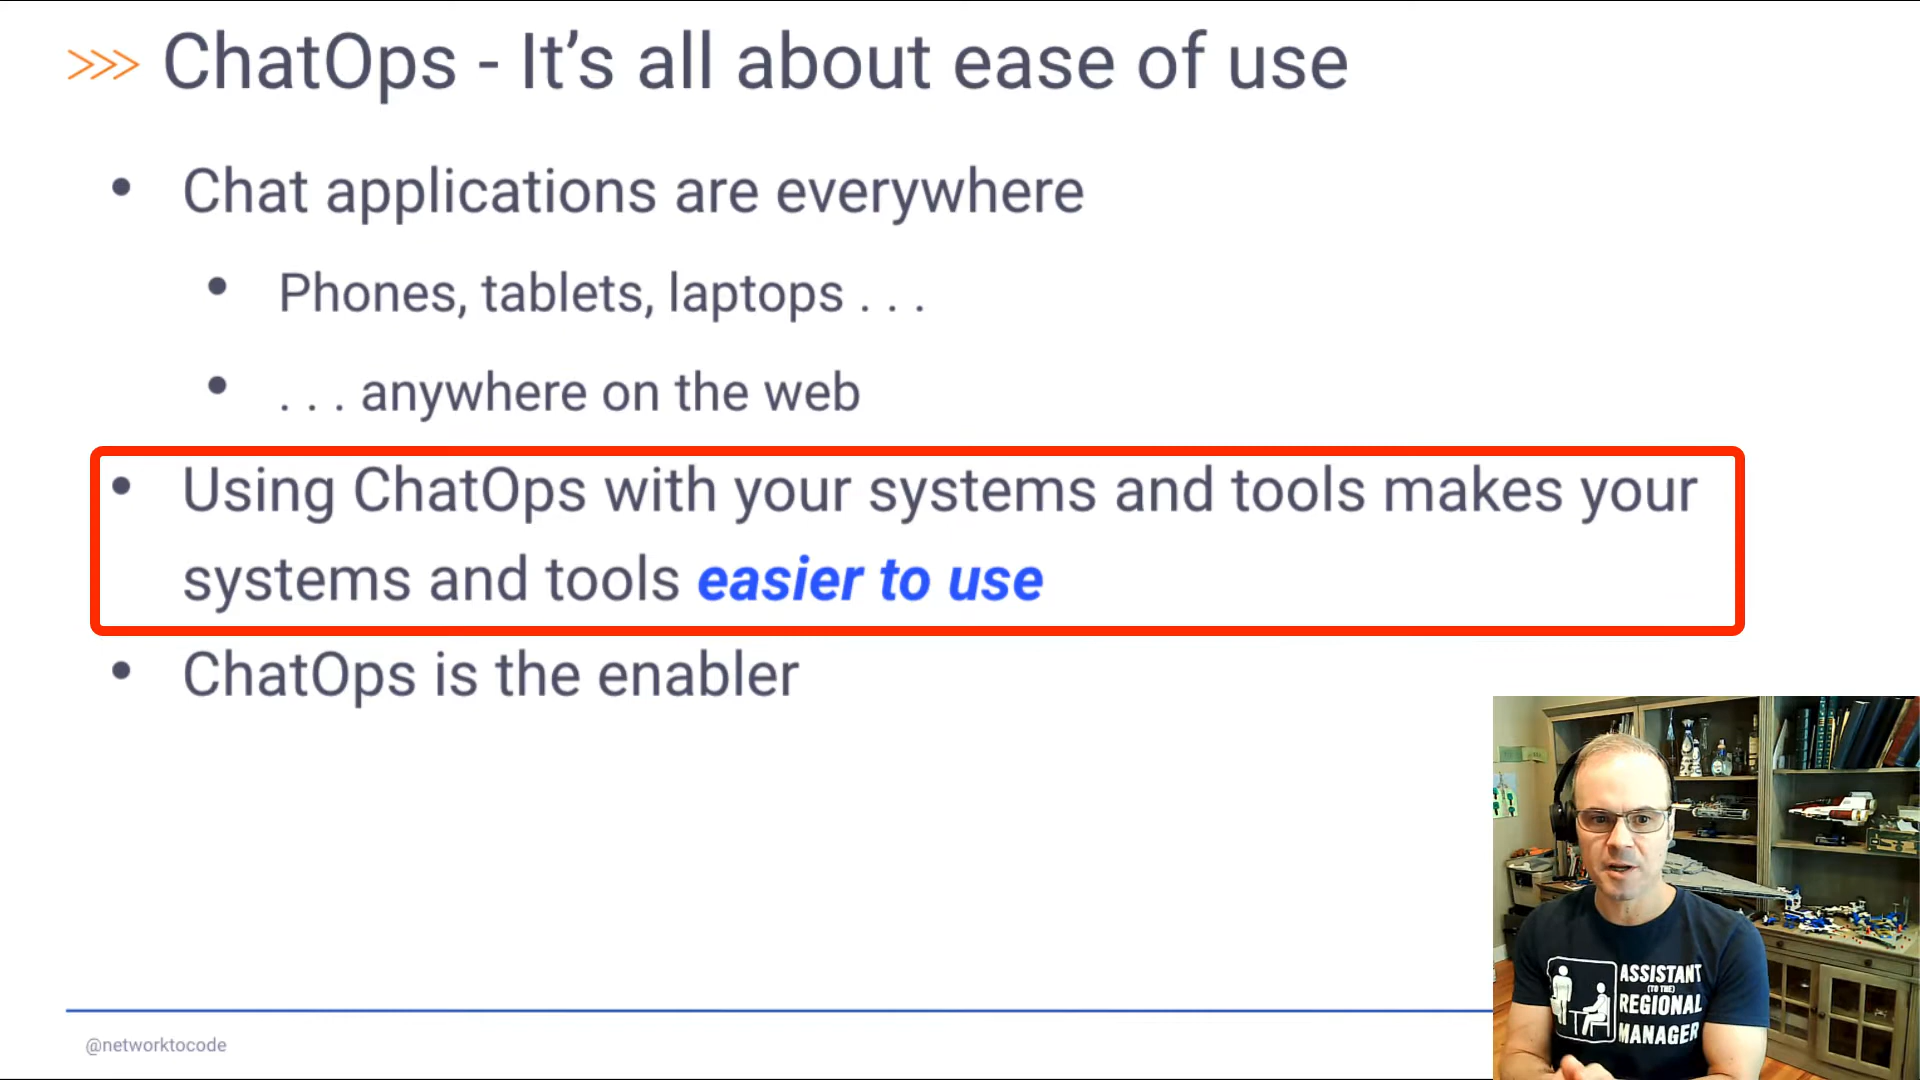 >>> ChatOps - It's all about ease of use
• Chat applications are everywhere
• Phones, tablets, laptops . . .
• . . . anywhere on the web
• Using ChatOps with your systems and tools makes your
systems and tools easier to use
• ChatOps is the enabler
ASSISTANT
(TO THE)
REGIONAL
MANAGER
@networktocode